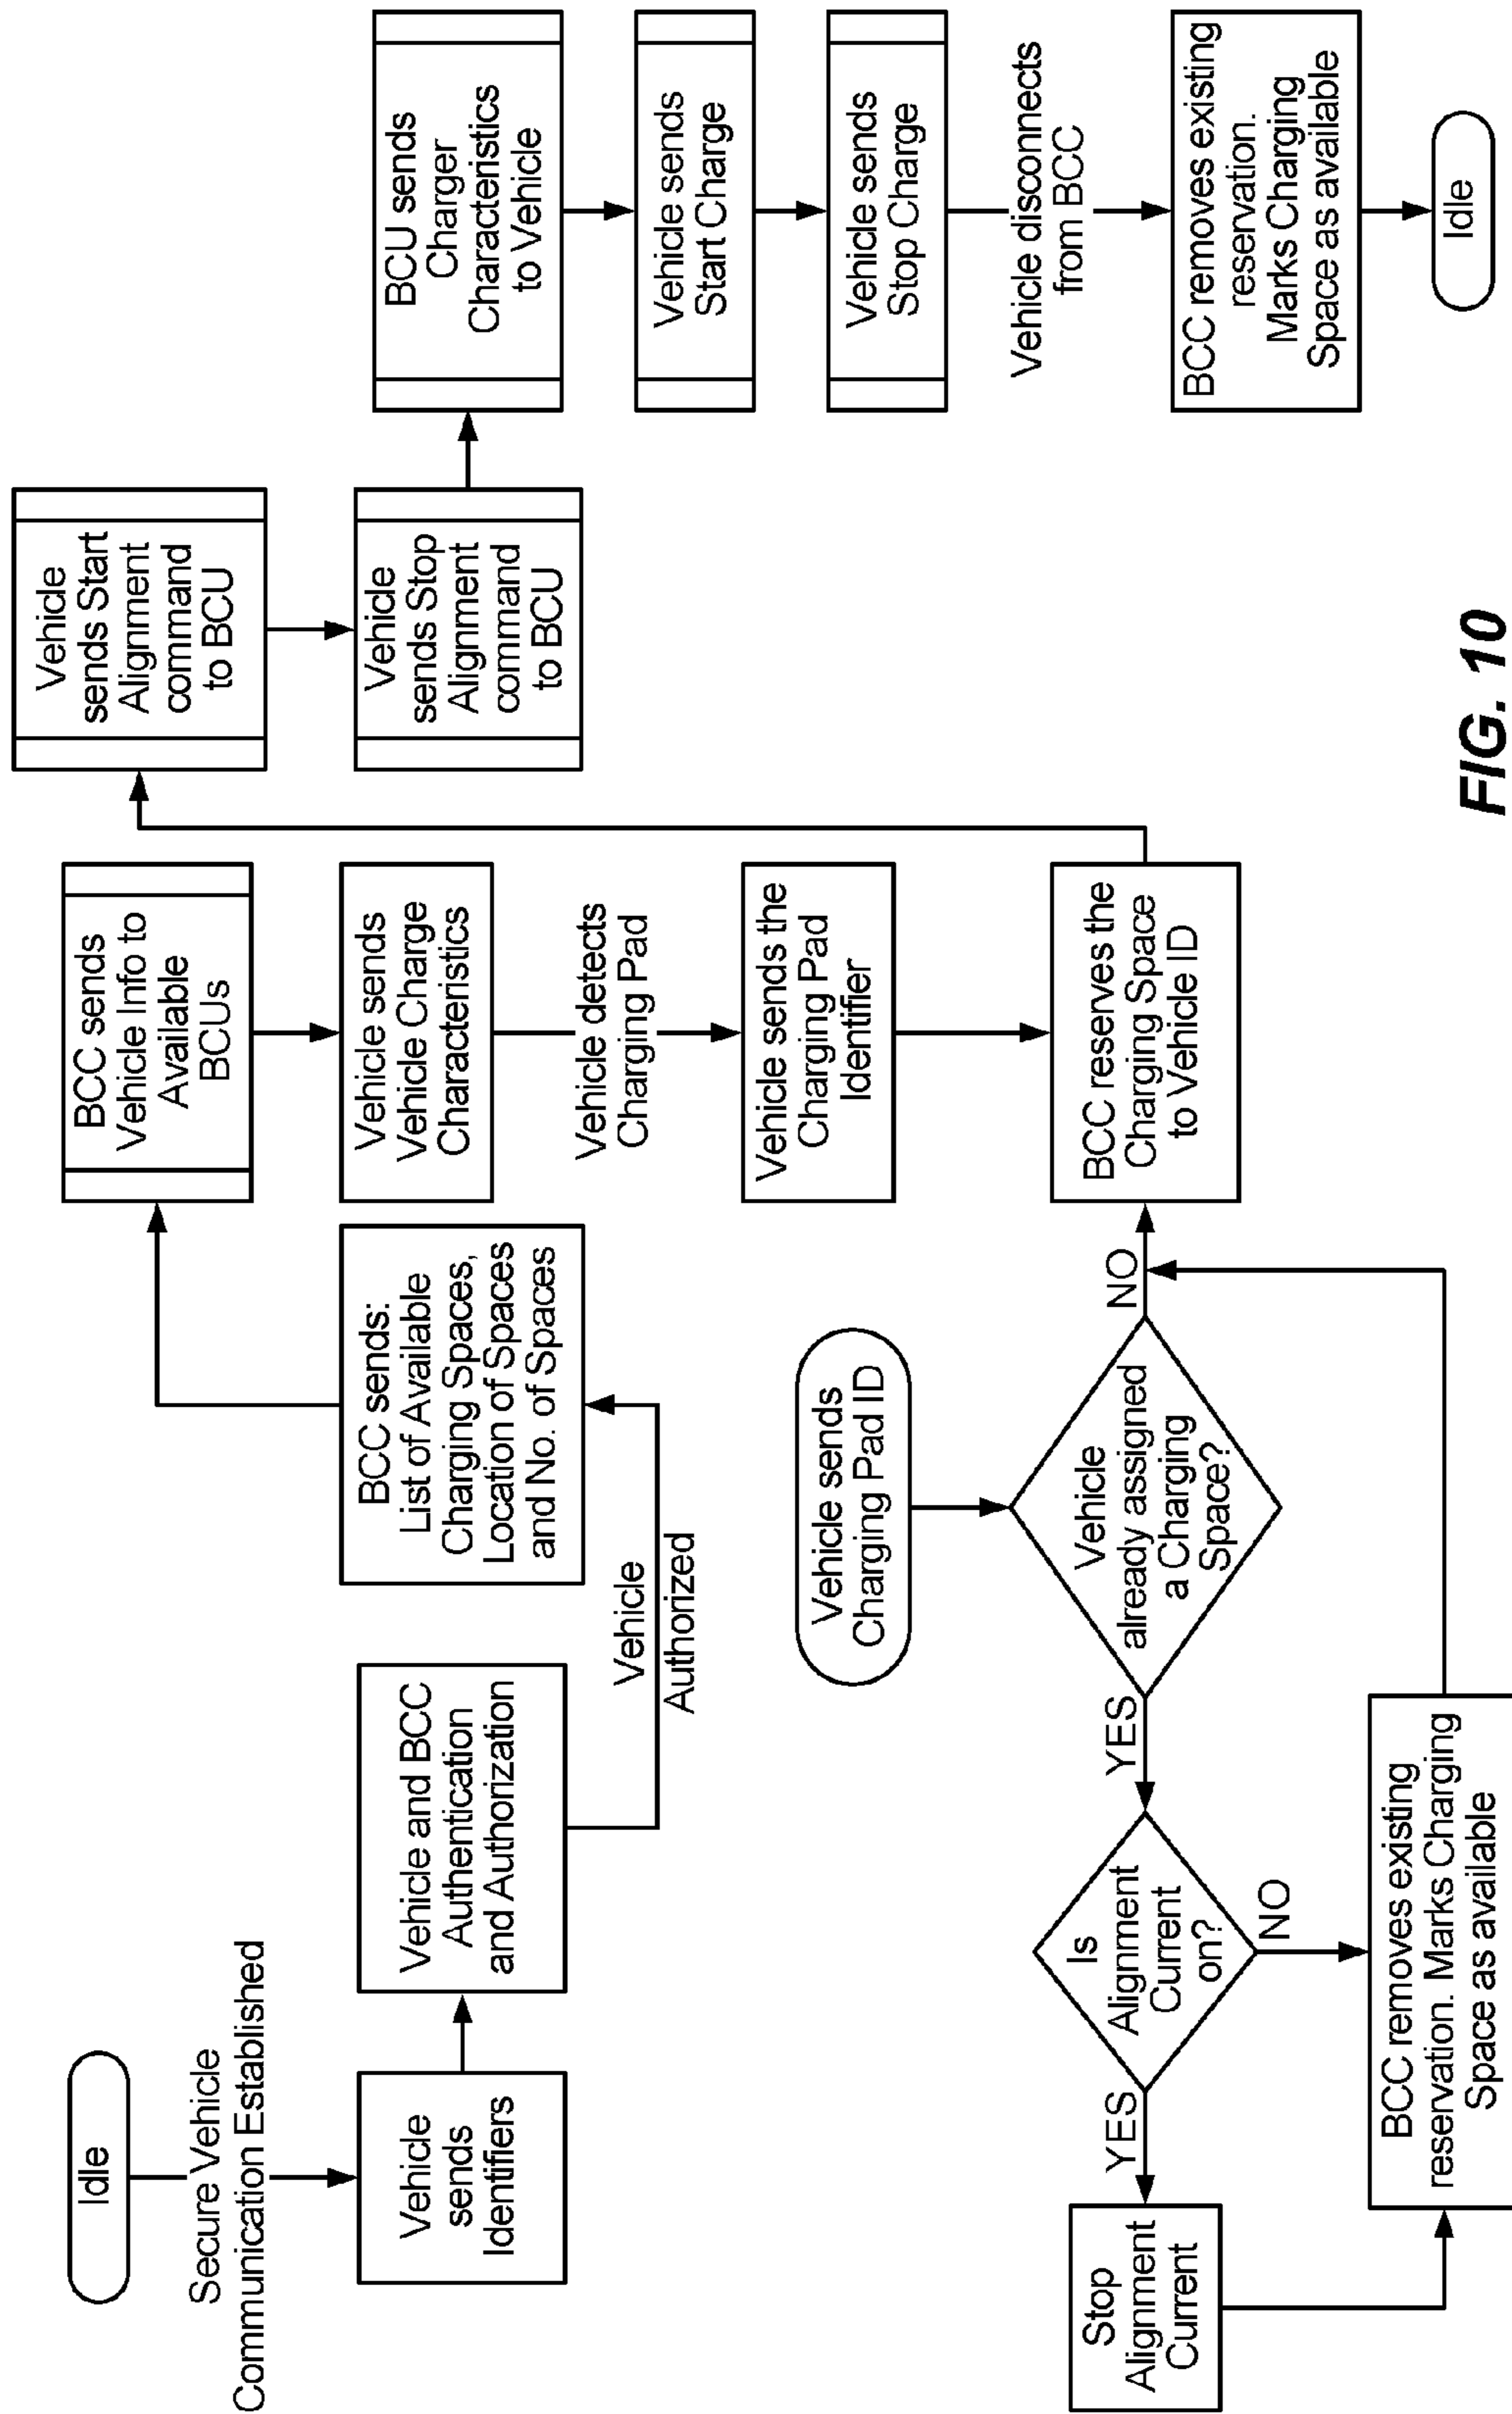 Idle
Secure Vehicle
Communication Established
Vehicle
sends
Identifiers
Vehicle and BCC
Authentication
and Authorization
Vehicle
Authorized
BCC sends:
List of Available
Charging Spaces,
Location of Spaces
and No. of Spaces
BCC sends
Vehicle Info to
Available
BCUs
Vehicle sends
Vehicle Charge
Characteristics
Vehicle detects
Charging Pad
Vehicle sends the
Charging Pad
Identifier
BCC reserves the
Charging Space
to Vehicle ID
Vehicle
sends Start
Alignment
command
to BCU
Vehicle
sends Stop
Alignment
command
to BCU
BCU sends
Charger
Characteristics
to Vehicle
Vehicle sends
Start Charge
Vehicle sends
Stop Charge
Vehicle disconnects
from BCC
BCC removes existing
reservation.
Marks Charging
Space as available
Idle
Vehicle sends
Charging Pad ID
Vehicle
already assigned
a Charging
Space?
NO
YES
Is
Alignment
Current
on?
NO
YES
Stop
Alignment
Current
BCC removes existing
reservation. Marks Charging
Space as available
FIG. 10